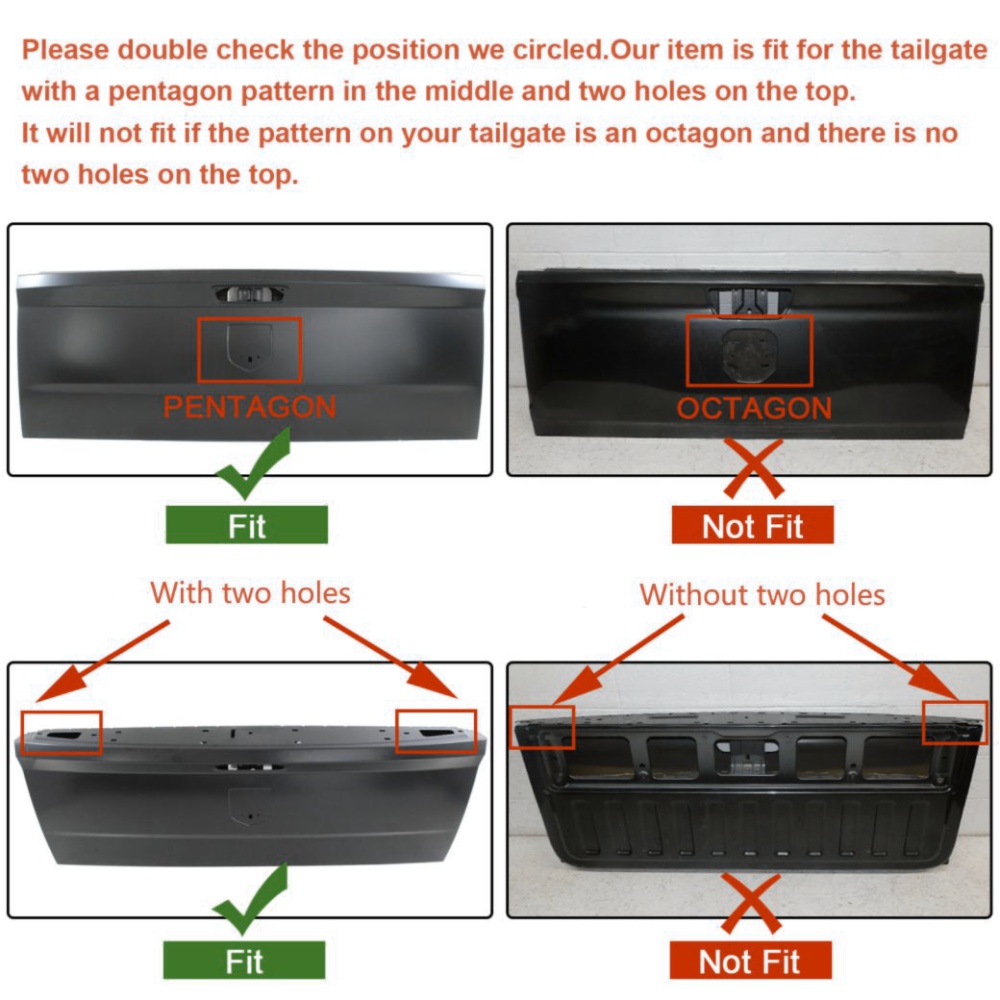 Please double check the position we circled.Our item is fit for the tailgate
with a pentagon pattern in the middle and two holes on the top.
It will not fit if the pattern on your tailgate is an octagon and there is no
two holes on the top.
PENTAGON
OCTAGON
Fit
Not Fit
With two holes
Without two holes
Fit
Not Fit